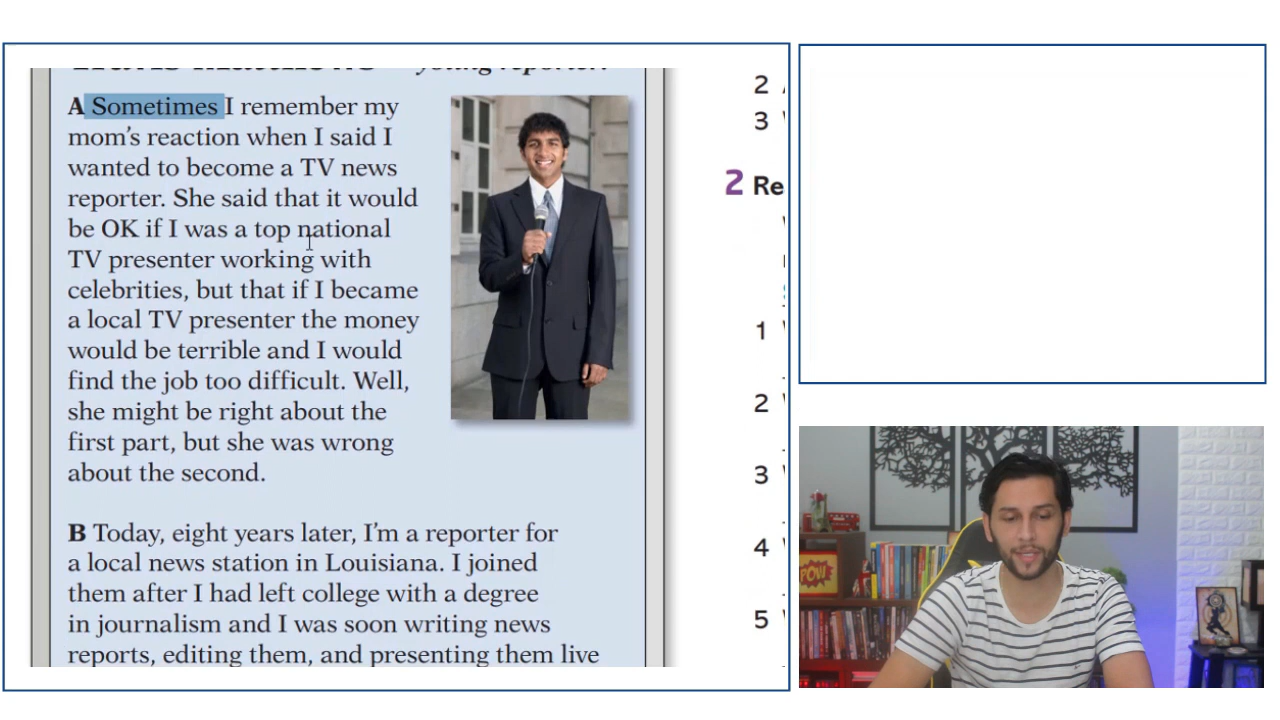 young reporter.
A Sometimes I remember my
mom's reaction when I said I
wanted to become a TV news
reporter. She said that it would
be OK if I was a top national
TV presenter working with
celebrities, but that if I became
a local TV presenter the money
would be terrible and I would
find the job too difficult. Well,
she might be right about the
first part, but she was wrong
about the second.
B Today, eight years later, I'm a reporter for
a local news station in Louisiana. I joined
them after I had left college with a degree
in journalism and I was soon writing news
reports, editing them, and presenting them live
2
3
2 Re
1
2
3
4
5
POW